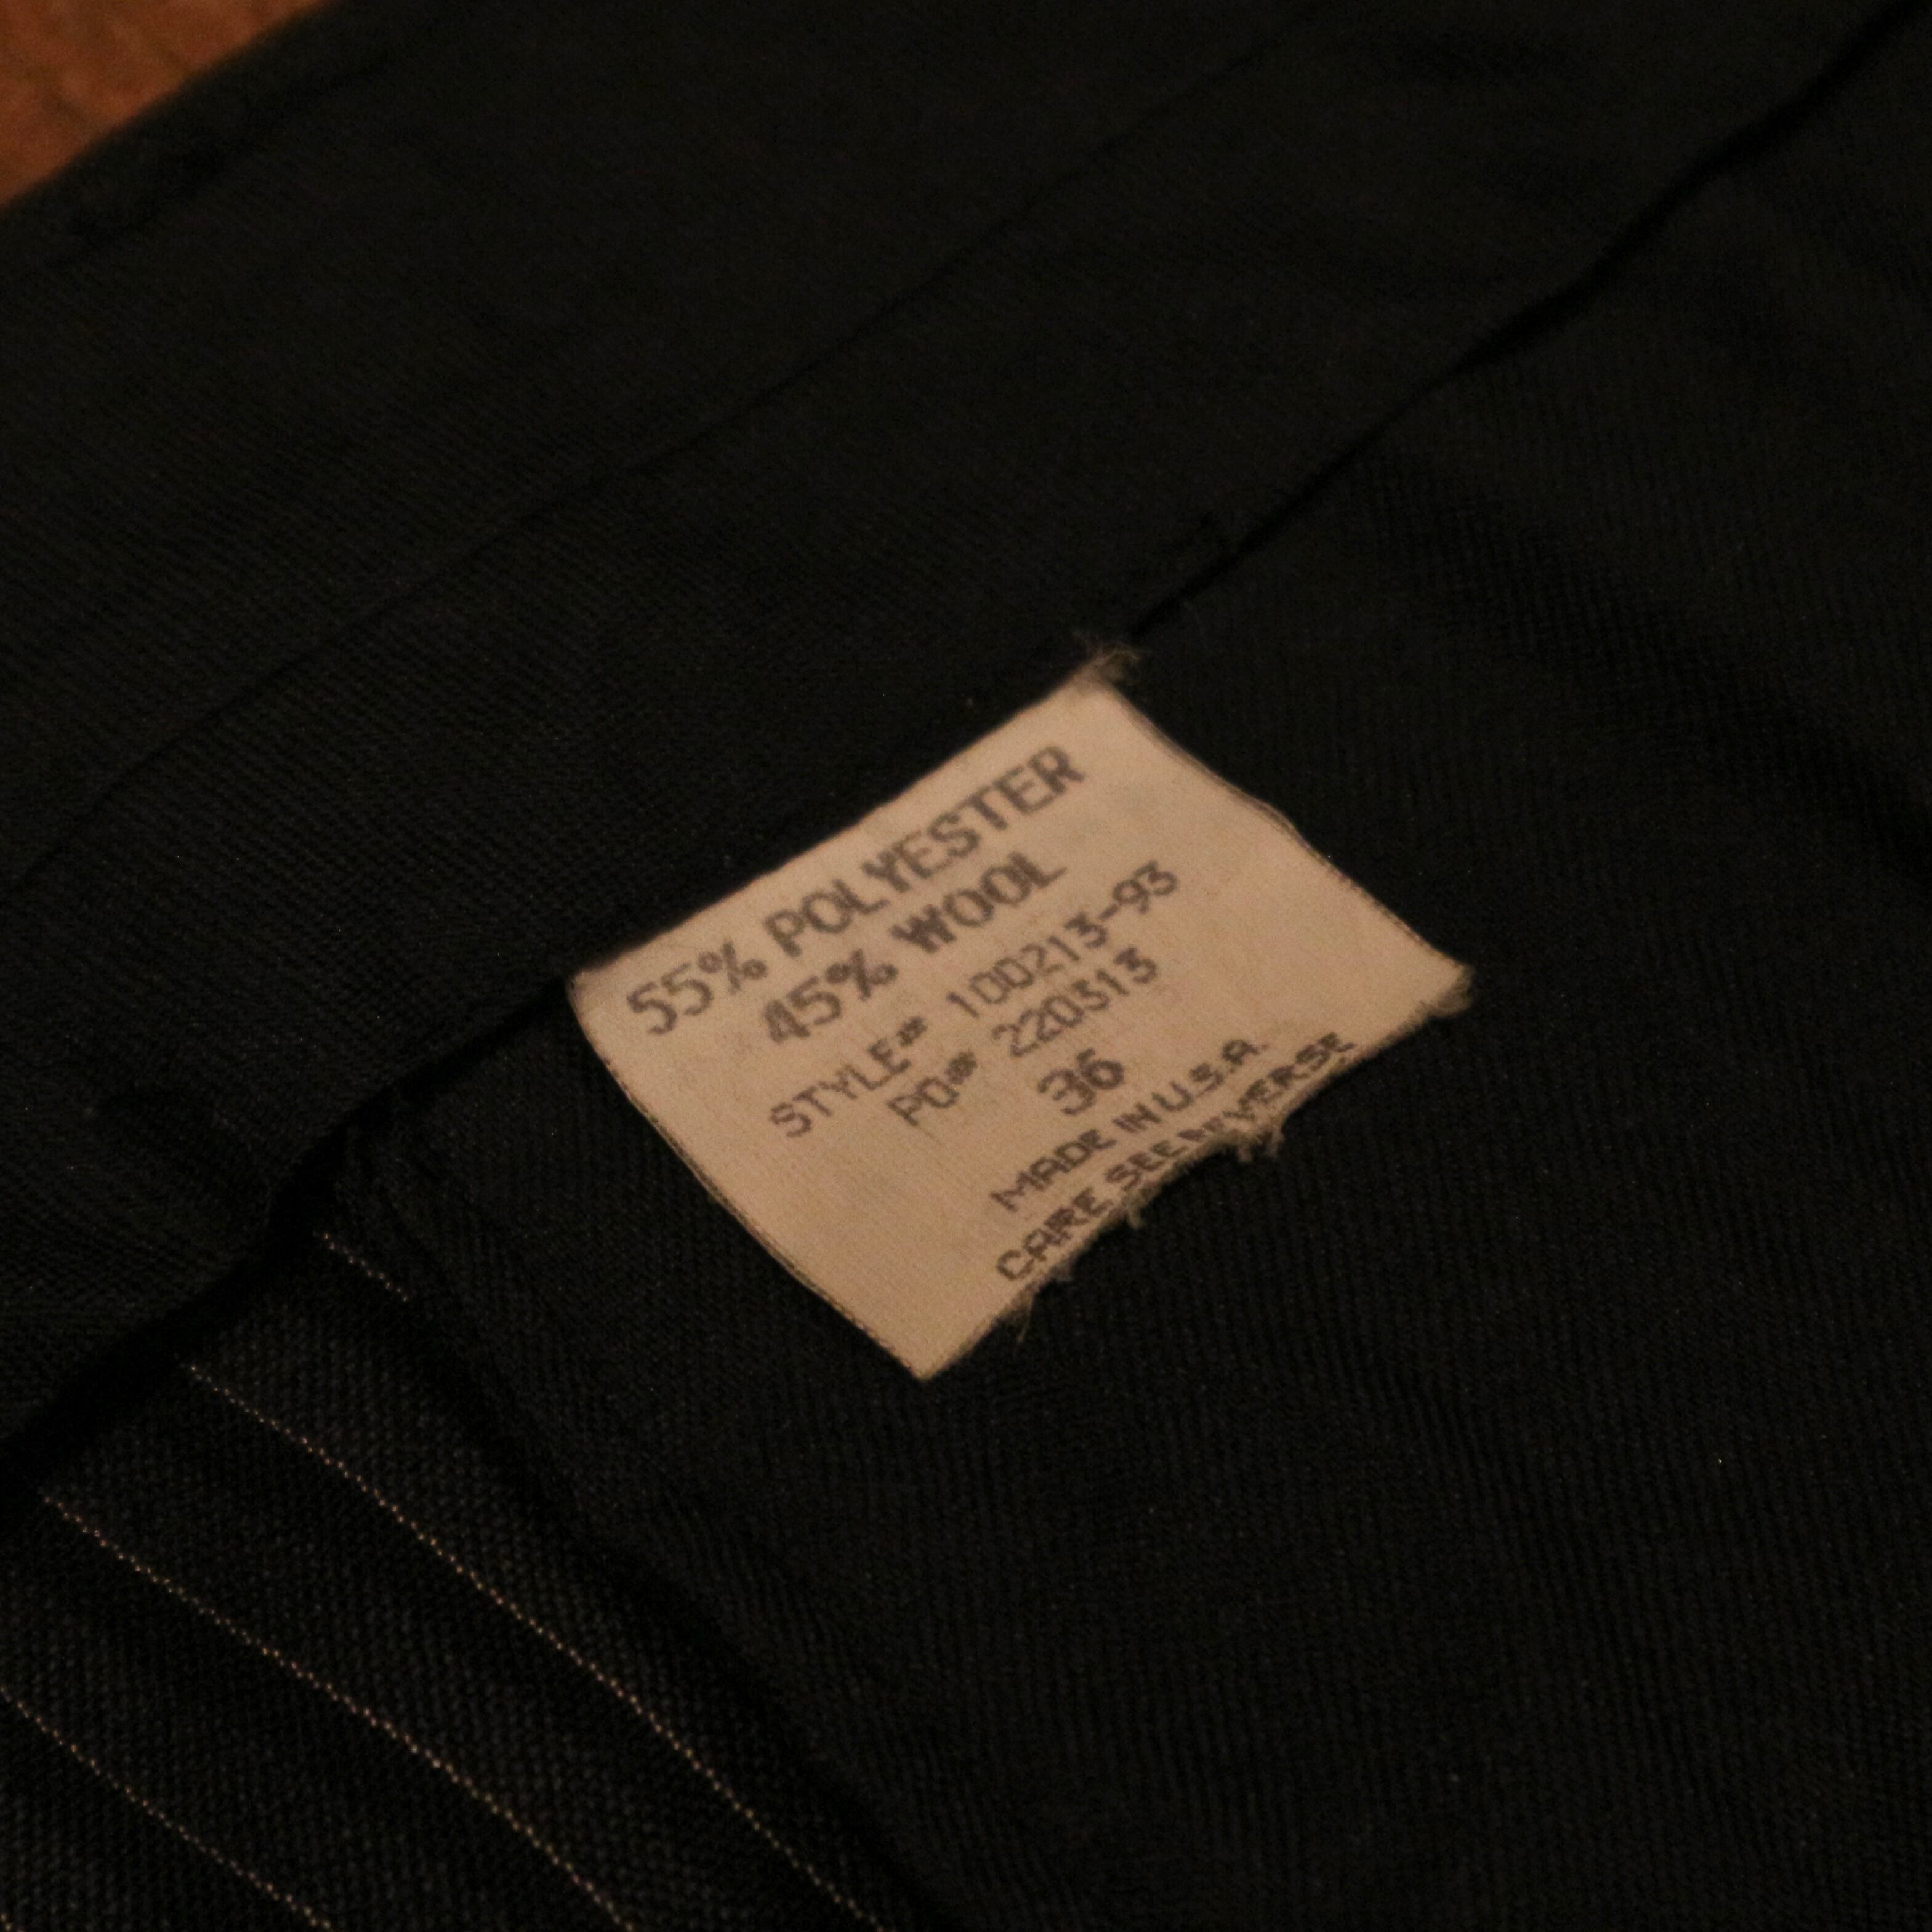 55% POLYESTER
45% WOOL
STYLE# 100213-93
PO# 220313
36
MADE IN U.S.A.
CARE SEE REVERSE